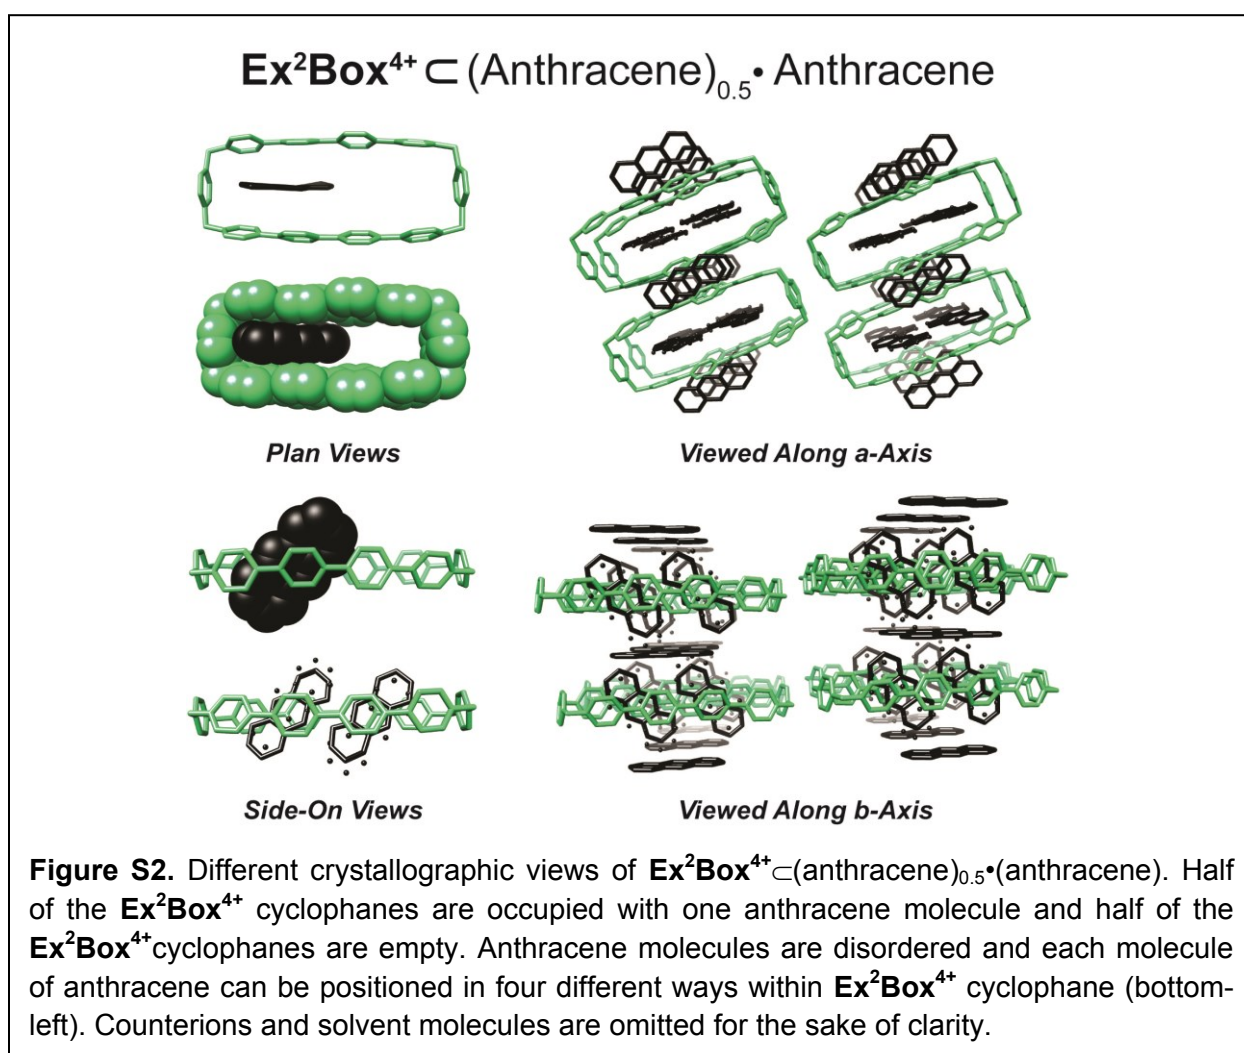 Ex²Box⁴⁺ ⊂ (Anthracene)₀.₅• Anthracene
Plan Views
Viewed Along a-Axis
Side-On Views
Viewed Along b-Axis
Figure S2. Different crystallographic views of Ex²Box⁴⁺⊂(anthracene)₀.₅•(anthracene). Half
of the Ex²Box⁴⁺ cyclophanes are occupied with one anthracene molecule and half of the
Ex²Box⁴⁺cyclophanes are empty. Anthracene molecules are disordered and each molecule
of anthracene can be positioned in four different ways within Ex²Box⁴⁺ cyclophane (bottom-
left). Counterions and solvent molecules are omitted for the sake of clarity.